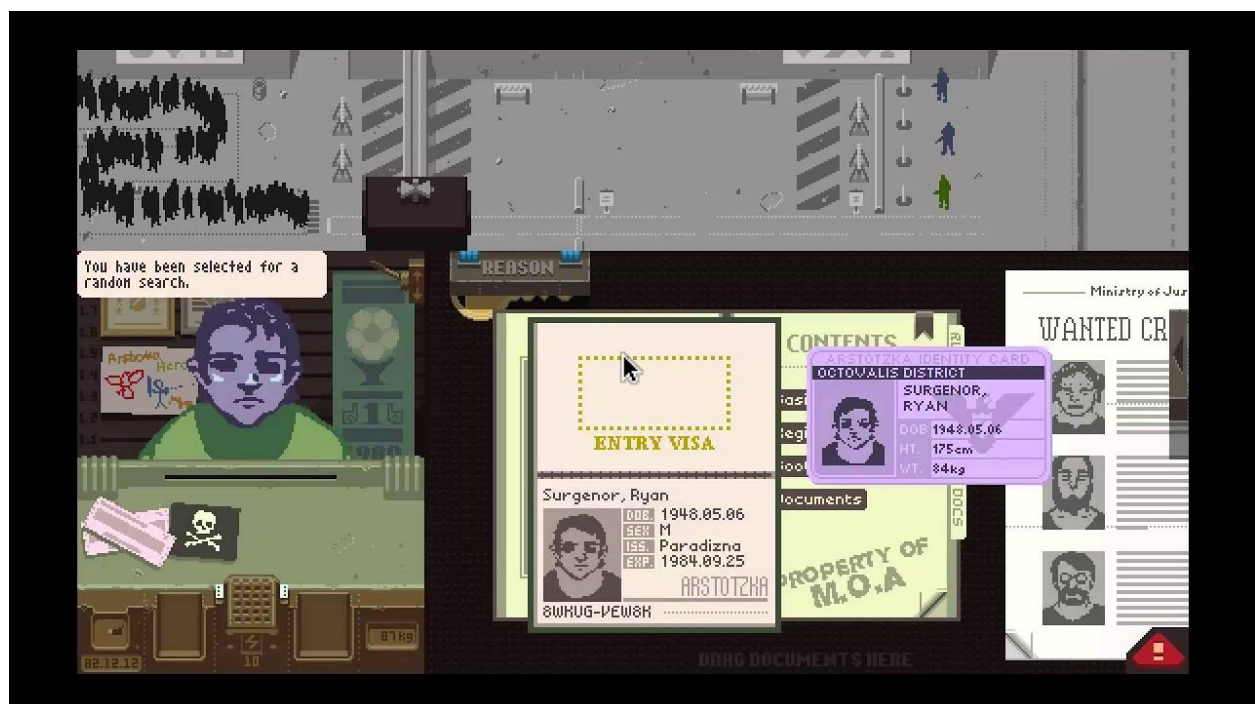 You have been selected for a
random search.
REASON
Arstotzka
Hero
1980
82.12.12
10
87kg
ENTRY VISA
Surgenor, Ryan
DOB. 1948.05.06
SEX M
ISS. Paradizna
EXP. 1984.09.25
ARSTOTZKA
8WKUG-VEW8K
CONTENTS
Documents
DOCS
PROPERTY OF
M.O.A
ARSTOTZKA IDENTITY CARD
OCTOVALIS DISTRICT
SURGENOR,
RYAN
DOB 1948.05.06
HT. 175cm
WT. 84kg
Ministry of Jus
WANTED CR
DRAG DOCUMENTS HERE